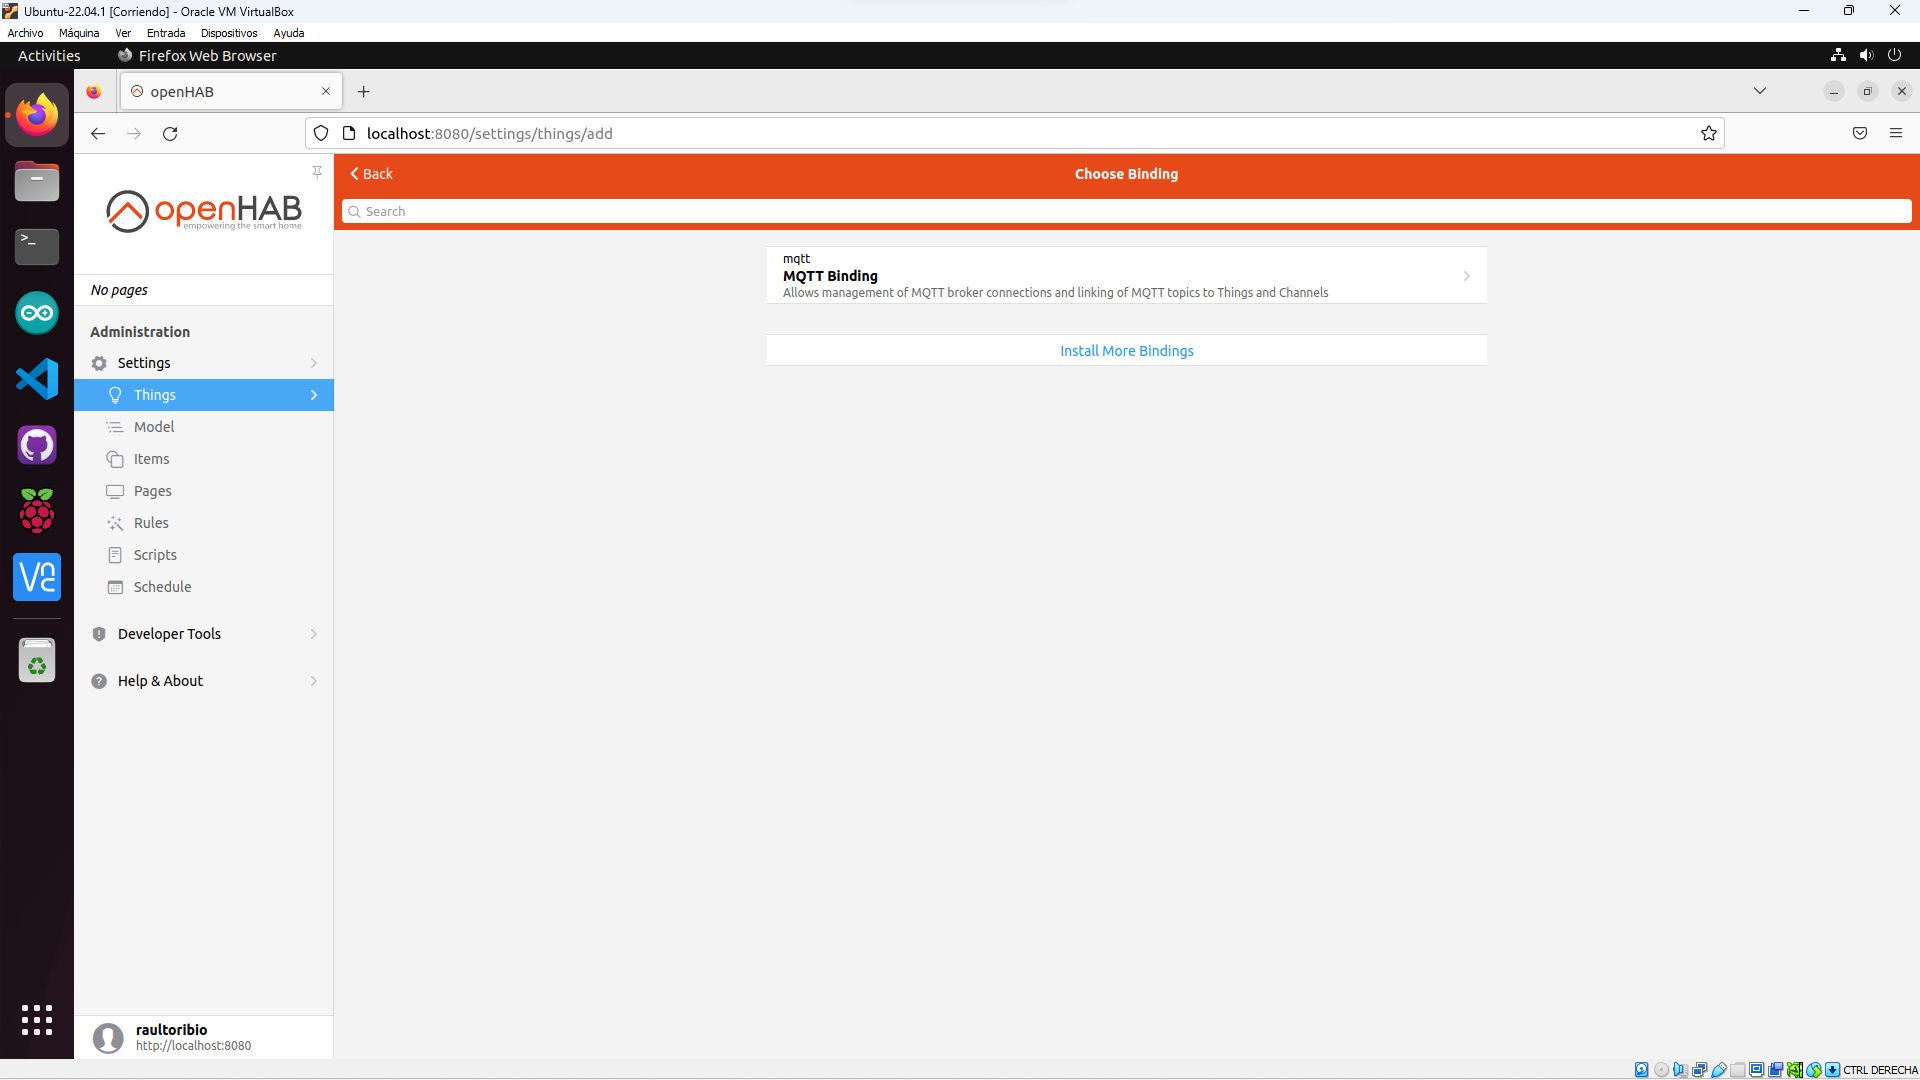 Ubuntu-22.04.1 [Corriendo] - Oracle VM VirtualBox
Archivo Máquina Ver Entrada Dispositivos Ayuda
Activities Firefox Web Browser
openHAB
localhost:8080/settings/things/add
openHAB
empowering the smart home
No pages
Administration
Settings
Things
Model
Items
Pages
Rules
Scripts
Schedule
Developer Tools
Help & About
raultoribio
http://localhost:8080
Back
Choose Binding
Search
mqtt
MQTT Binding
Allows management of MQTT broker connections and linking of MQTT topics to Things and Channels
Install More Bindings
CTRL DERECHA